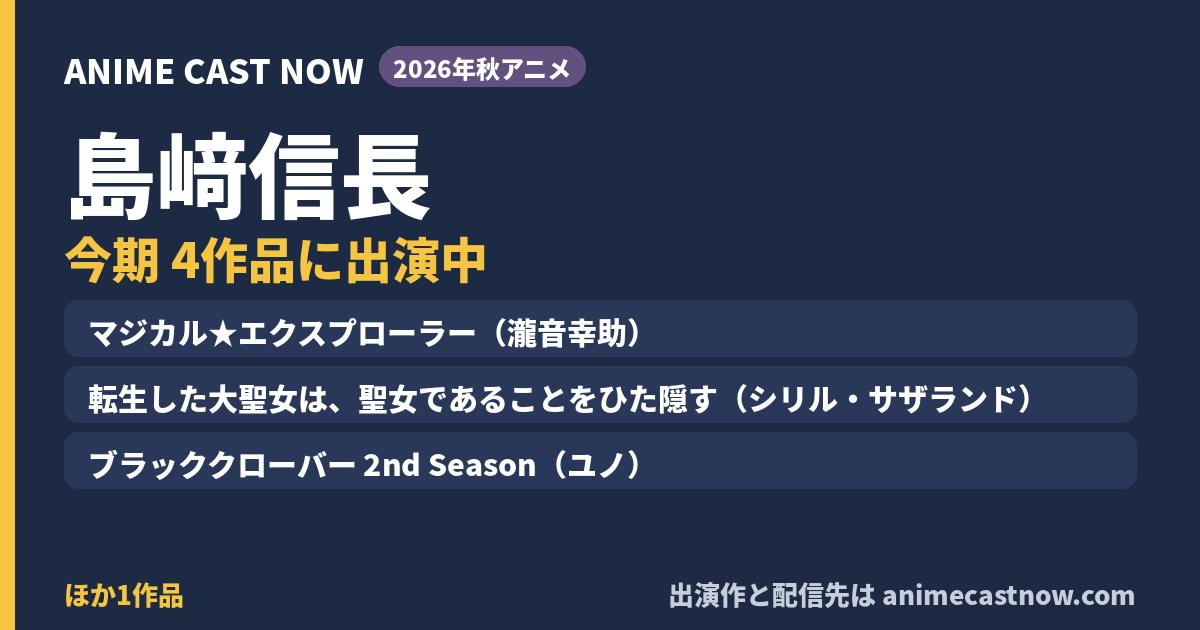 ANIME CAST NOW 2026年秋アニメ
島﨑信長
今期 4作品に出演中
マジカル★エクスプローラー（瀧音幸助）
転生した大聖女は、聖女であることをひた隠す（シリル・サザランド）
ブラッククローバー 2nd Season（ユノ）
ほか1作品
出演作と配信先は animecastnow.com